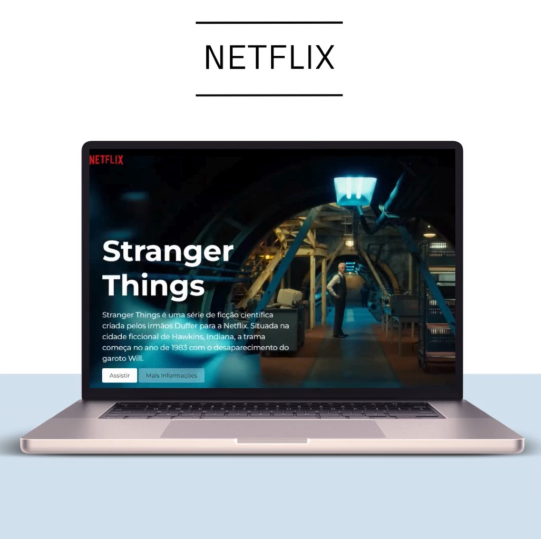 NETFLIX
NETFLIX
Stranger
Things
Stranger Things é uma série de ficção científica
criada pelos irmãos Duffer para a Netflix. Situada na
cidade ficcional de Hawkins, Indiana, a trama
começa no ano de 1983 com o desaparecimento do
garoto Will.
Assistir Mais Informações